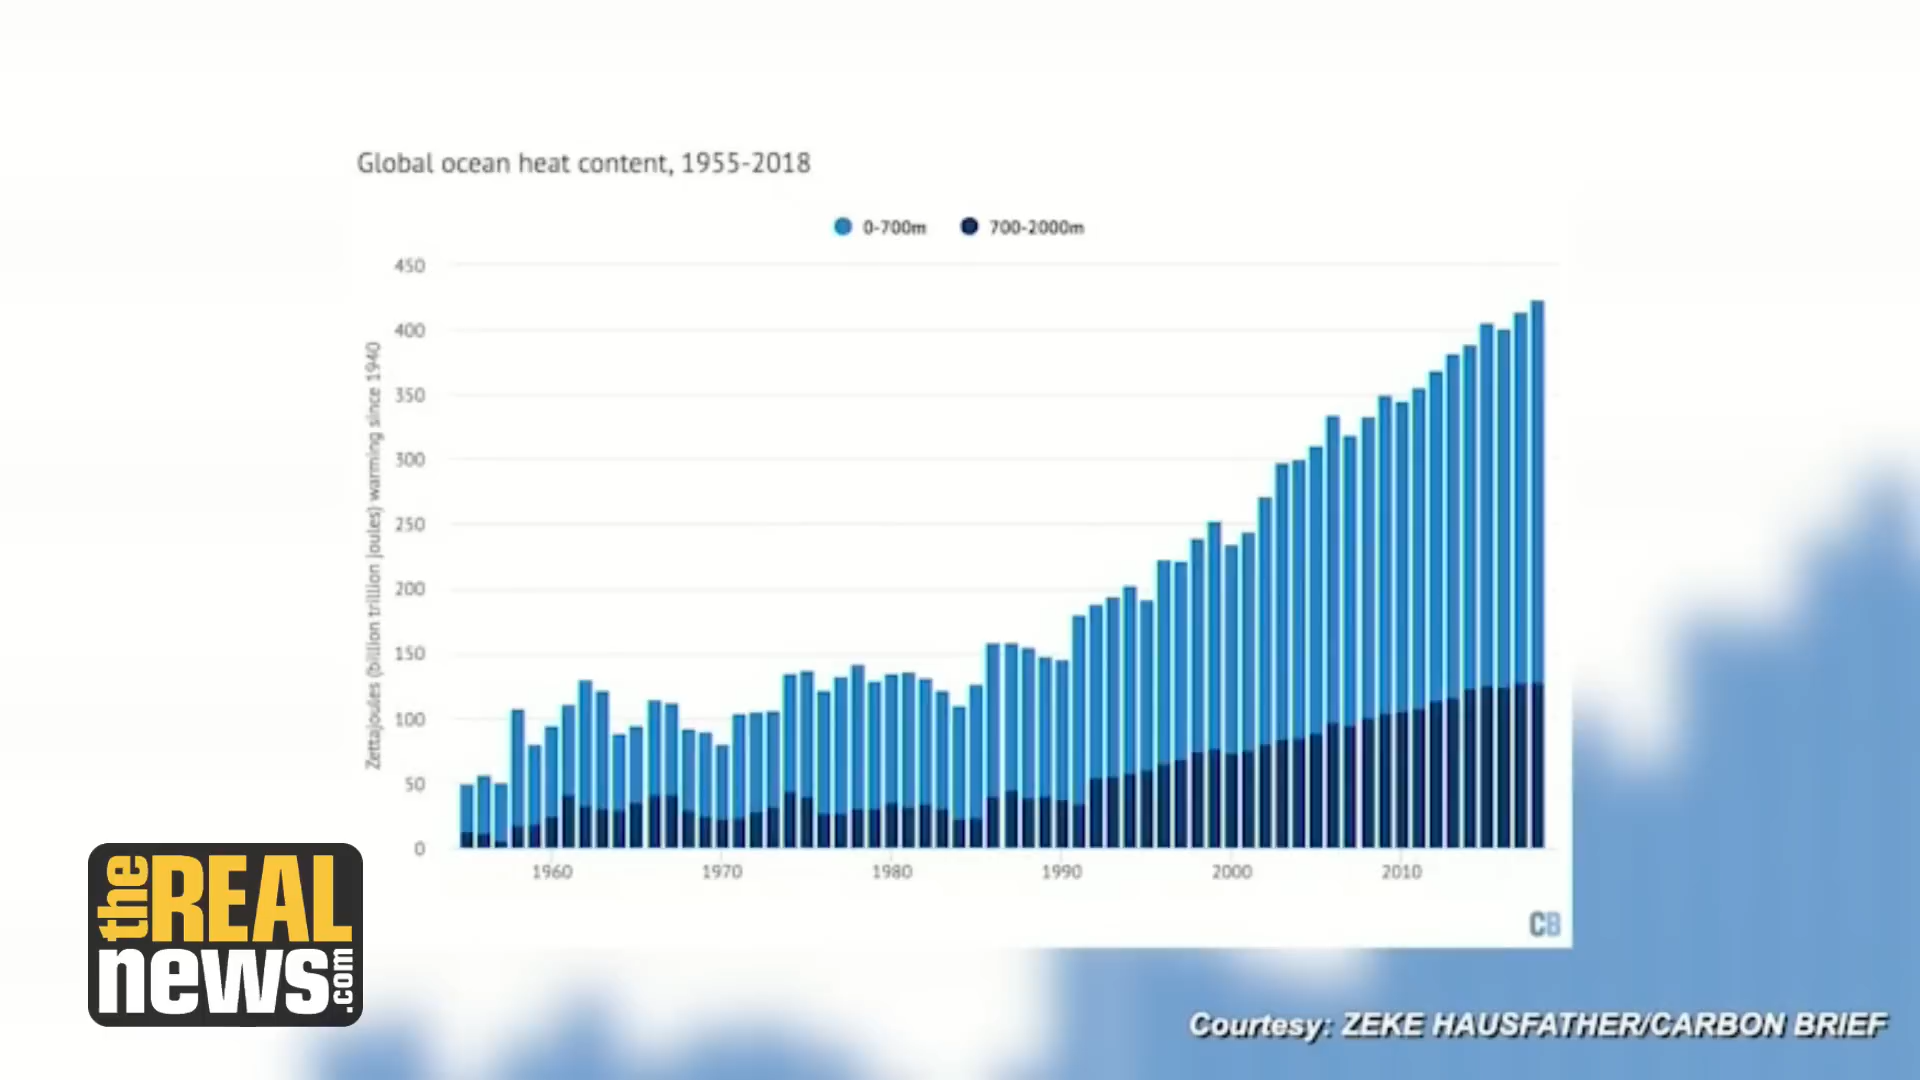 Global ocean heat content, 1955-2018
0-700m 700-2000m
Zettajoules (billion trillion joules) warming since 1940
450
400
350
300
250
200
150
100
50
0
1960 1970 1980 1990 2000 2010
CB
the REAL
news.com
Courtesy: ZEKE HAUSFATHER/CARBON BRIEF